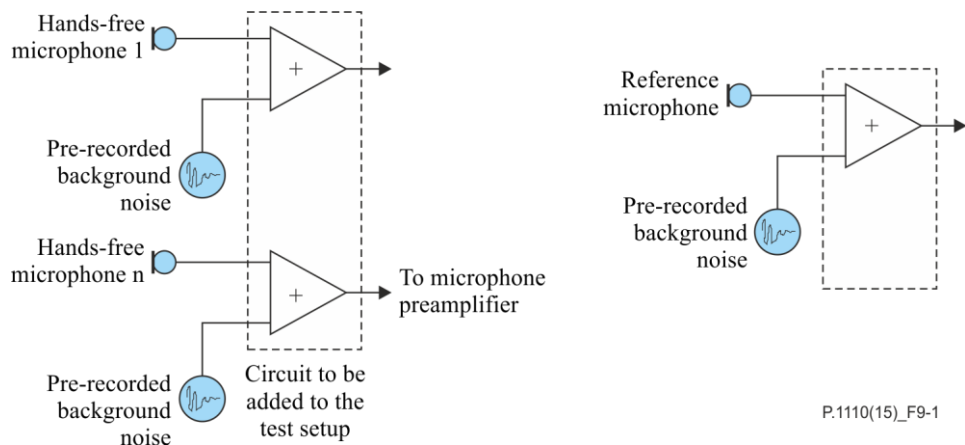 Hands-free
microphone 1
+
Pre-recorded
background
noise
Hands-free
microphone n
+
To microphone
preamplifier
Pre-recorded
background
noise
Circuit to be
added to the
test setup
Reference
microphone
+
Pre-recorded
background
noise
P.1110(15)_F9-1